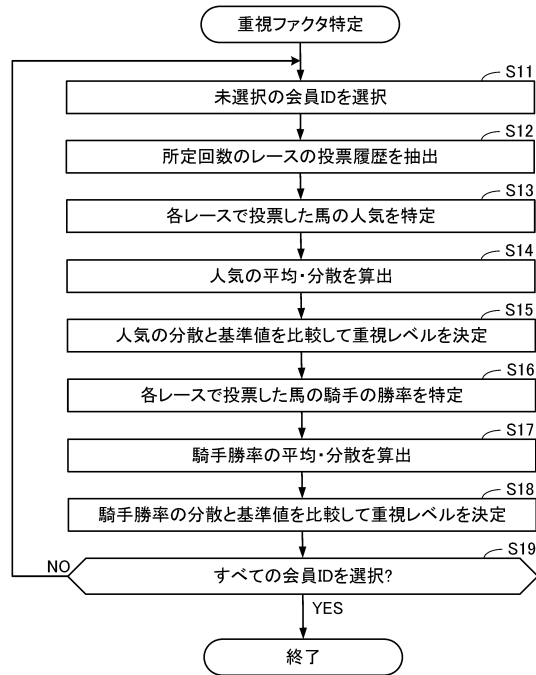 重視ファクタ特定
S11
未選択の会員IDを選択
S12
所定回数のレースの投票履歴を抽出
S13
各レースで投票した馬の人気を特定
S14
人気の平均・分散を算出
S15
人気の分散と基準値を比較して重視レベルを決定
S16
各レースで投票した馬の騎手の勝率を特定
S17
騎手勝率の平均・分散を算出
S18
騎手勝率の分散と基準値を比較して重視レベルを決定
S19
NO
すべての会員IDを選択?
YES
終了